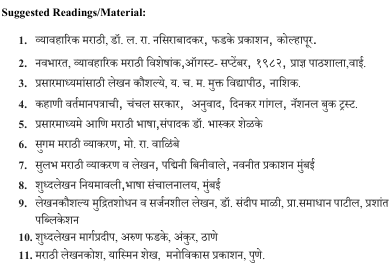 Suggested Readings/Material:
1. व्यावहारिक मराठी, डॉ. ल. रा. नसिराबादकर, फडके प्रकाशन, कोल्हापूर.
2. नवभारत, व्यावहारिक मराठी विशेषांक,ऑगस्ट- सप्टेंबर, १९८२, प्राज्ञ पाठशाला,वाई.
3. प्रसारमाध्यमांसाठी लेखन कौशल्ये, य. च. म. मुक्त विद्यापीठ, नाशिक.
4. कहाणी वर्तमानपत्राची, चंचल सरकार, अनुवाद, दिनकर गांगल, नॅशनल बुक ट्रस्ट.
5. प्रसारमाध्यमे आणि मराठी भाषा,संपादक डॉ. भास्कर शेळके
6. सुगम मराठी व्याकरण, मो. रा. वाळिंबे
7. सुलभ मराठी व्याकरण व लेखन, पद्मिनी बिनीवाले, नवनीत प्रकाशन मुंबई
8. शुध्दलेखन नियमावली,भाषा संचालनालय, मुंबई
9. लेखनकौशल्य मुद्रितशोधन व सर्जनशील लेखन, डॉ. संदीप माळी, प्रा.समाधान पाटील, प्रशांत
पब्लिकेशन
10. शुध्दलेखन मार्गप्रदीप, अरुण फडके, अंकुर, ठाणे
11. मराठी लेखनकोश, यास्मिन शेख, मनोविकास प्रकाशन, पुणे.